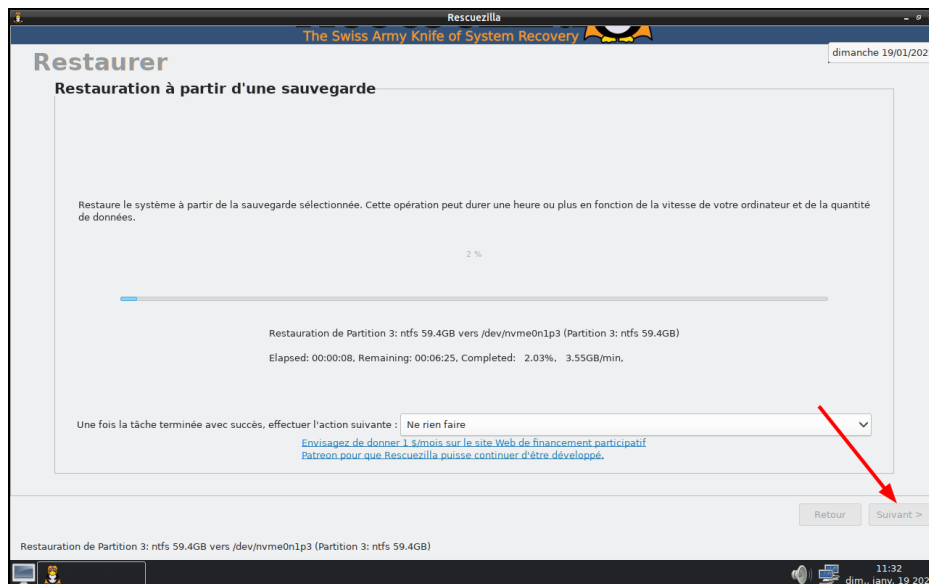 Rescuezilla
The Swiss Army Knife of System Recovery
dimanche 19/01/202
Restaurer
Restauration à partir d'une sauvegarde
Restaure le système à partir de la sauvegarde sélectionnée. Cette opération peut durer une heure ou plus en fonction de la vitesse de votre ordinateur et de la quantité
de données.
2 %
Restauration de Partition 3: ntfs 59.4GB vers /dev/nvme0n1p3 (Partition 3: ntfs 59.4GB)
Elapsed: 00:00:08, Remaining: 00:06:25, Completed: 2.03%, 3.55GB/min,
Une fois la tâche terminée avec succès, effectuer l'action suivante : Ne rien faire
Envisagez de donner 1 $/mois sur le site Web de financement participatif
Patreon pour que Rescuezilla puisse continuer d'être développé.
Retour Suivant >
Restauration de Partition 3: ntfs 59.4GB vers /dev/nvme0n1p3 (Partition 3: ntfs 59.4GB)
11:32
dim., janv. 19 202